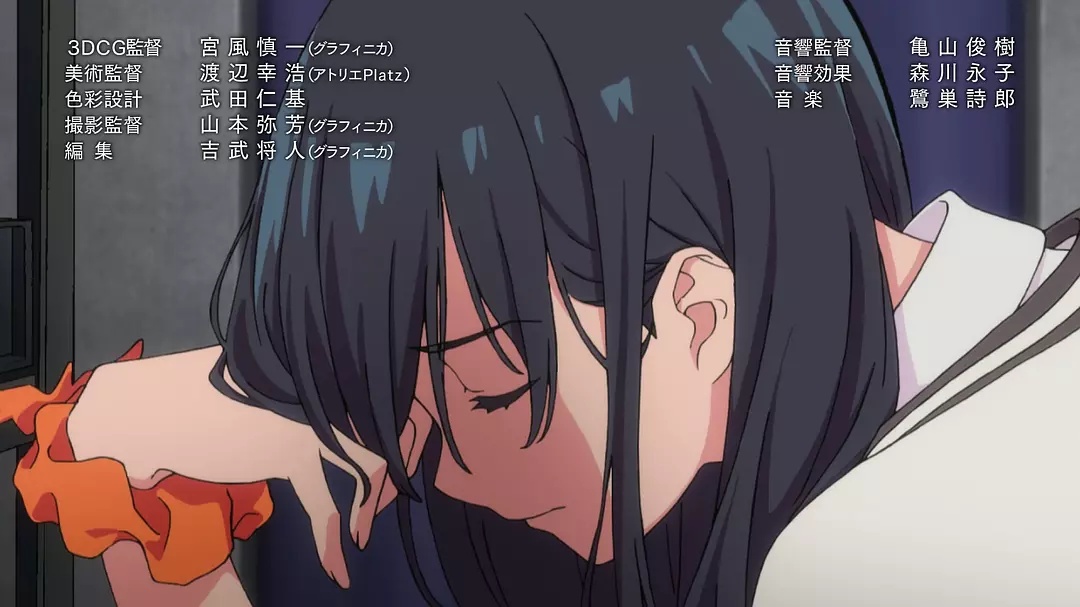 3DCG監督 宮風慎一(グラフィニカ)
美術監督 渡辺幸浩(アトリエPlatz)
色彩設計 武田仁基
撮影監督 山本弥芳(グラフィニカ)
編集 吉武将人(グラフィニカ)
音響監督 亀山俊樹
音響効果 森川永子
音楽 鷺巣詩郎